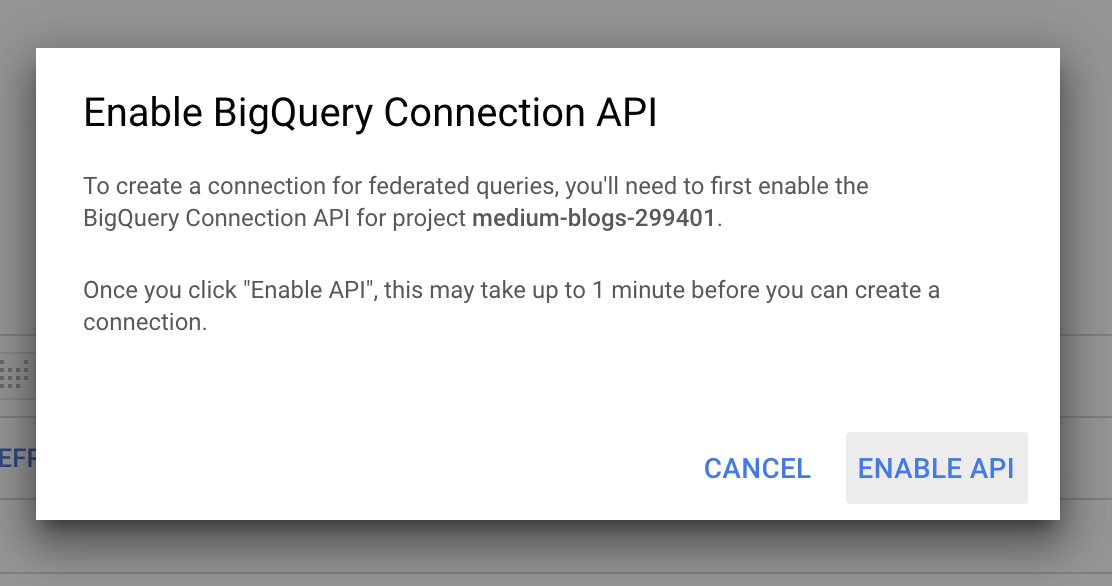 Enable BigQuery Connection API
To create a connection for federated queries, you'll need to first enable the
BigQuery Connection API for project medium-blogs-299401.
Once you click "Enable API", this may take up to 1 minute before you can create a
connection.
CANCEL ENABLE API